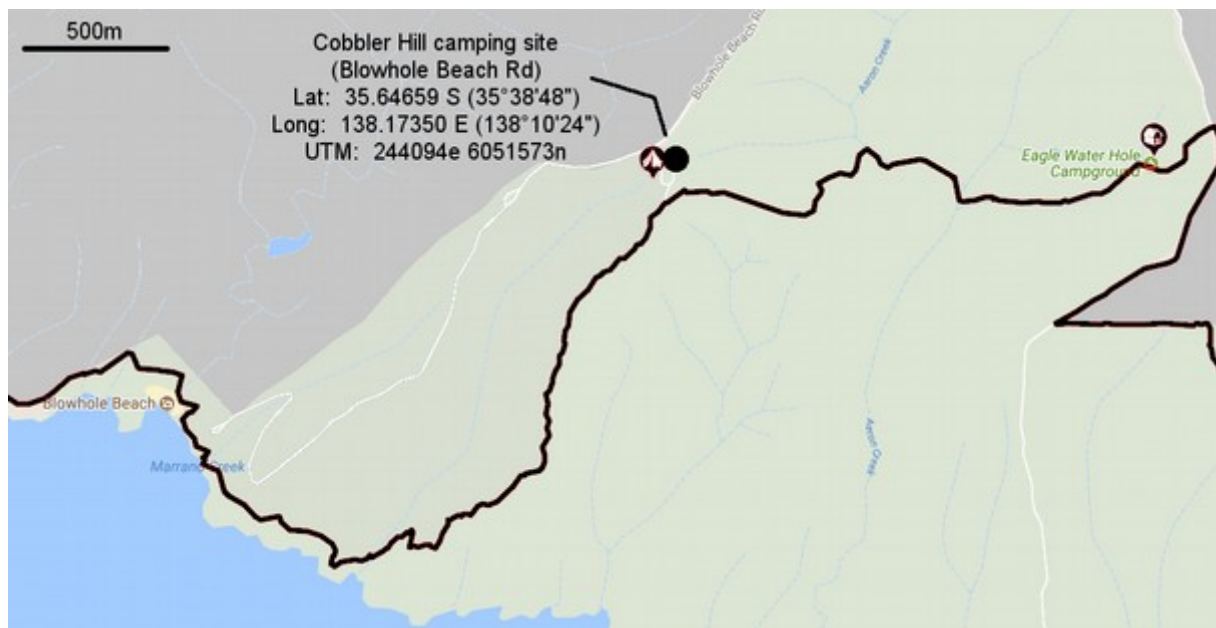 500m
Cobbler Hill camping site
(Blowhole Beach Rd)
Lat: 35.64659 S (35°38'48")
Long: 138.17350 E (138°10'24")
UTM: 244094e 6051573n
Blowhole Beach Rd
Aaron Creek
Eagle Water Hole
Campground
Blowhole Beach
Marrano Creek
Aaron Creek